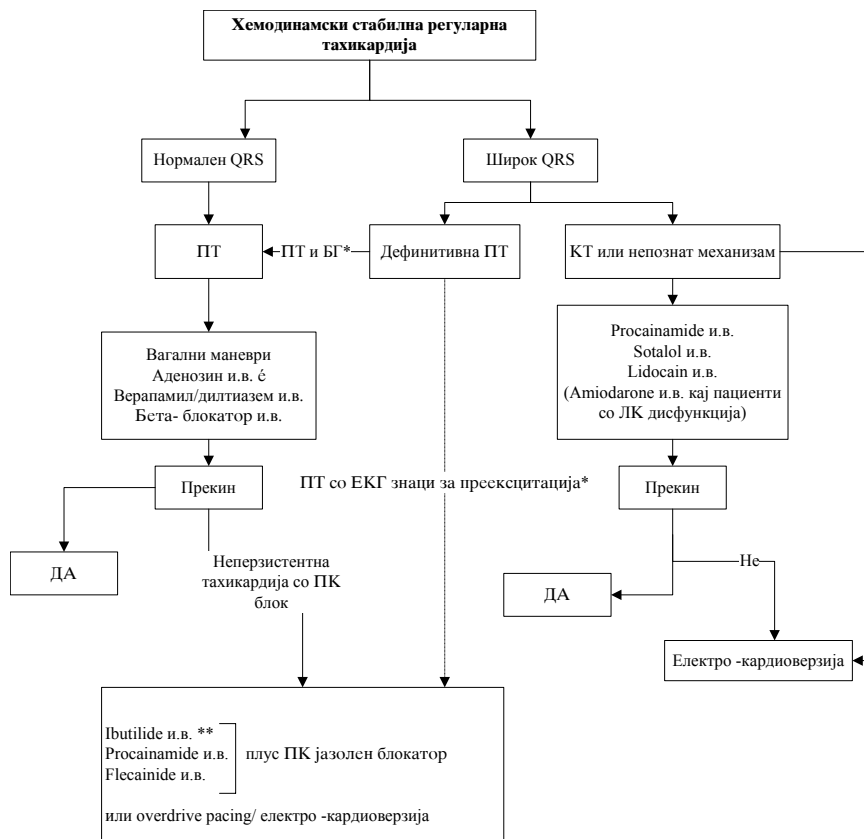 Хемодинамски стабилна регуларна
тахикардија
Нормален QRS
Широк QRS
ПТ
ПТ и БГ*
Дефинитивна ПТ
КТ или непознат механизам
Вагални маневри
Аденозин и.в. ć
Верапамил/дилтиазем и.в.
Бета- блокатор и.в.
Procainamide и.в.
Sotalol и.в.
Lidocain и.в.
(Amiodarone и.в. кај пациенти
со ЛК дисфункција)
Прекин
ПТ со ЕКГ знаци за преексцитација*
Прекин
ДА
Неперзистентна
тахикардија со ПК
блок
Не
ДА
Електро -кардиоверзија
Ibutilide и.в. **
Procainamide и.в.
Flecainide и.в.
плус ПК јазолен блокатор
или overdrive pacing/ електро -кардиоверзија